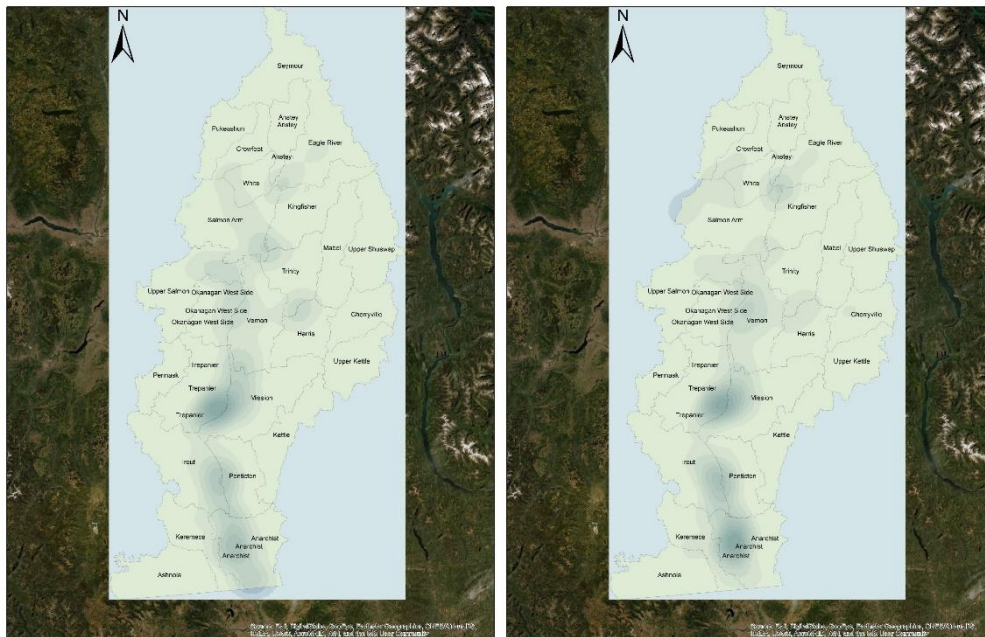 N
Seymour
Anstey
Anstey
Pukeashun
Crowfoot
Eagle River
Anstey
White
Kingfisher
Salmon Arm
Mabel
Upper Shuswap
Trinity
Upper Salmon
Okanagan West Side
Okanagan West Side
Cherryville
Okanagan West Side
Vernon
Harris
Upper Kettle
Trepanier
Pennask
Trepanier
Mission
Trepanier
Kettle
Trout
Penticton
Keremeos
Anarchist
Anarchist
Anarchist
Ashnola
N
Seymour
Anstey
Anstey
Pukeashun
Crowfoot
Eagle River
Anstey
White
Kingfisher
Salmon Arm
Mabel
Upper Shuswap
Trinity
Upper Salmon
Okanagan West Side
Okanagan West Side
Cherryville
Okanagan West Side
Vernon
Harris
Upper Kettle
Trepanier
Pennask
Trepanier
Mission
Trepanier
Kettle
Trout
Penticton
Keremeos
Anarchist
Anarchist
Anarchist
Ashnola